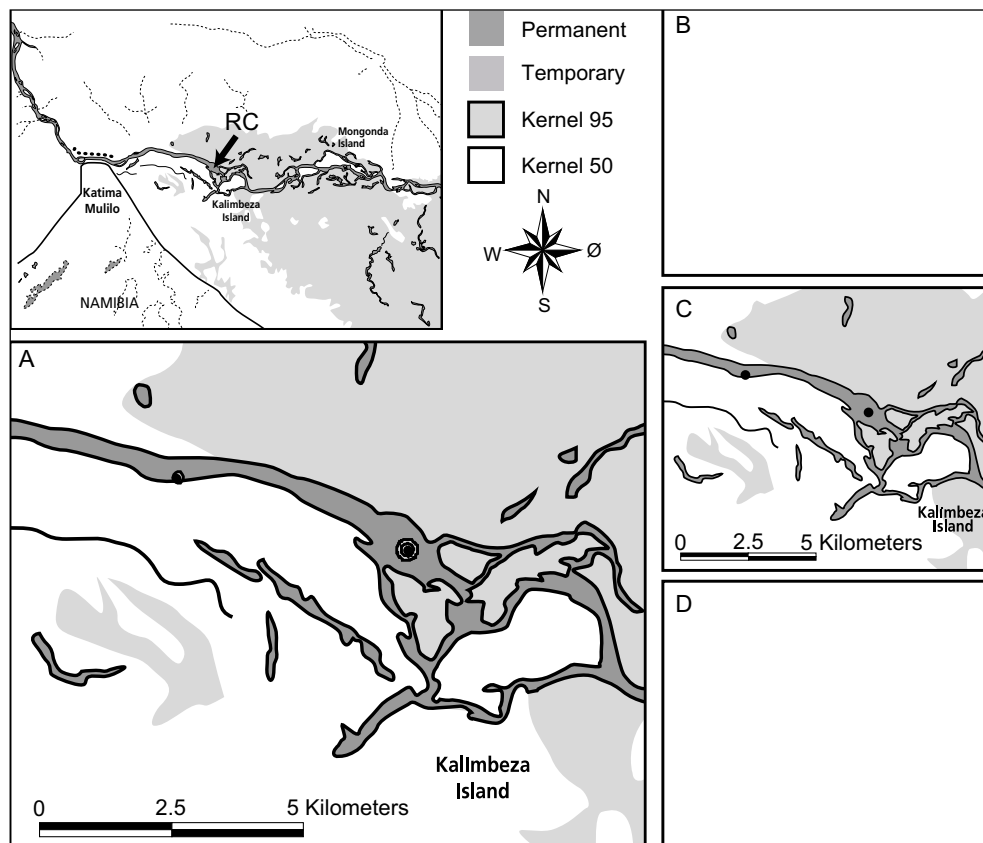 RC
Mongonda
Island
Katima
Mulilo
Kalimbeza
Island
NAMIBIA
Permanent
Temporary
Kernel 95
Kernel 50
N
W
Ø
S
A
KalImbeza
Island
0
2.5
5 Kilometers
B
C
KalImbeza
Island
0
2.5
5 Kilometers
D